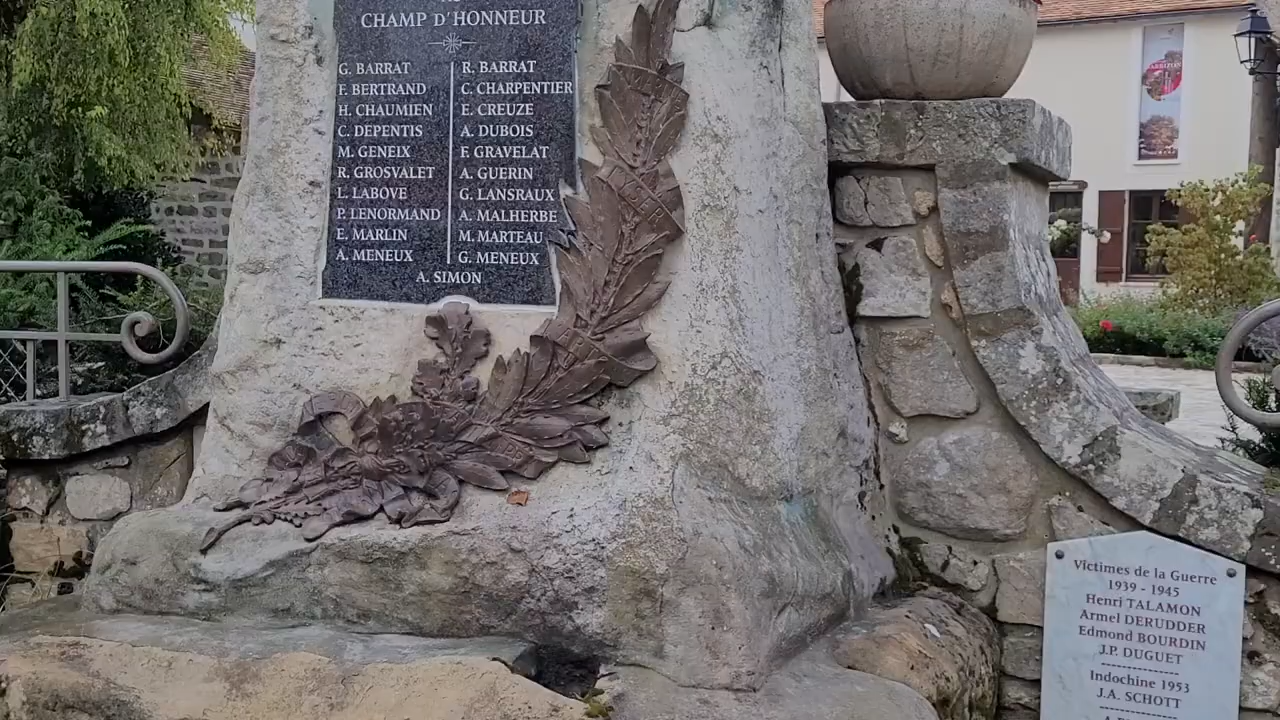 CHAMP D'HONNEUR
G. BARRAT
F. BERTRAND
H. CHAUMIEN
C. DEPENTIS
M. GENEIX
R. GROSVALET
L. LABOVE
P. LENORMAND
E. MARLIN
A. MENEUX
R. BARRAT
C. CHARPENTIER
E. CREUZE
A. DUBOIS
F. GRAVELAT
A. GUERIN
G. LANSRAUX
A. MALHERBE
M. MARTEAU
G. MENEUX
A. SIMON
Victimes de la Guerre
1939 - 1945
Henri TALAMON
Armel DERUDDER
Edmond BOURDIN
J.P. DUGUET
Indochine 1953
J.A. SCHOTT